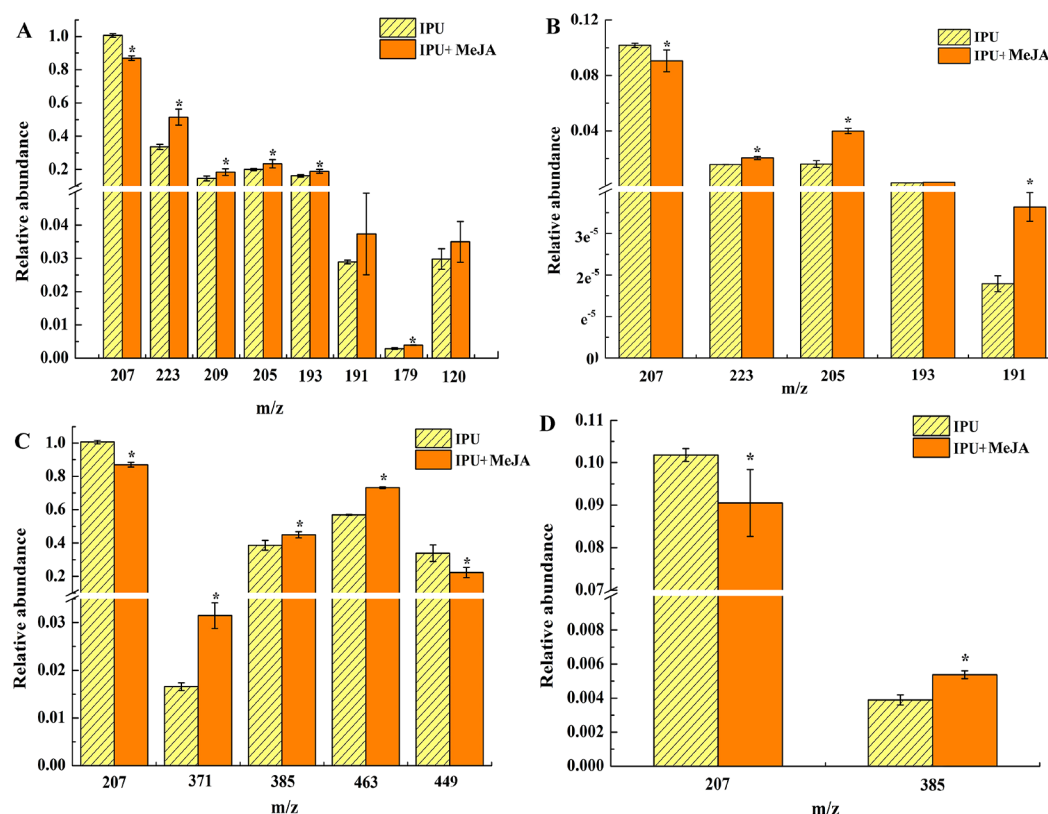 A
IPU
IPU+ MeJA
Relative abundance
1.0
0.8
0.6
0.4
0.2
0.04
0.03
0.02
0.01
0.00
* * * * * *
207 223 209 205 193 191 179 120
m/z
B
IPU
IPU+ MeJA
Relative abundance
0.12
0.08
0.04
3e-5
2e-5
e-5
0
* * * *
207 223 205 193 191
m/z
C
IPU
IPU+ MeJA
Relative abundance
1.0
0.8
0.6
0.4
0.2
0.03
0.02
0.01
0.00
* * * * *
207 371 385 463 449
m/z
D
IPU
IPU+ MeJA
Relative abundance
0.11
0.10
0.09
0.08
0.07
0.008
0.006
0.004
0.002
0.000
* *
207 385
m/z